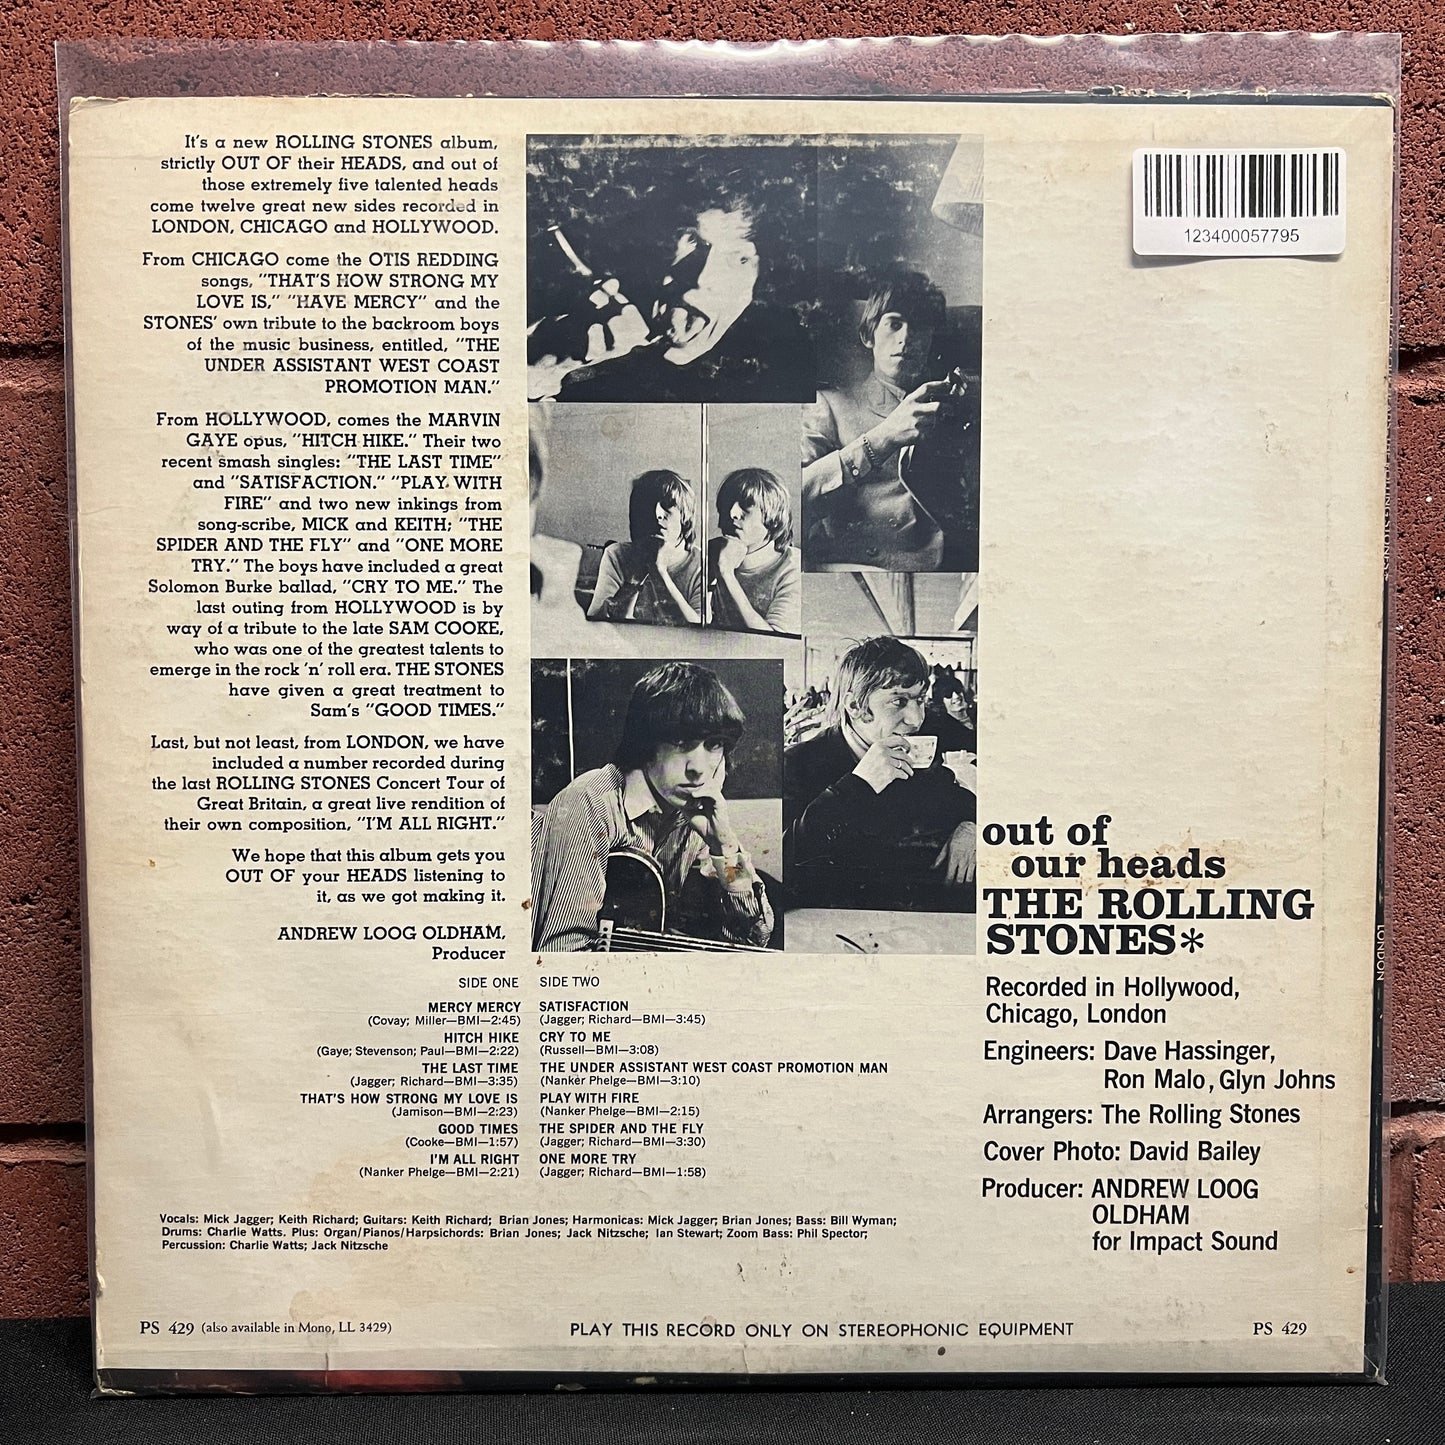 It's a new ROLLING STONES album,
strictly OUT OF their HEADS, and out of
those extremely five talented heads
come twelve great new sides recorded in
LONDON, CHICAGO and HOLLYWOOD.
From CHICAGO come the OTIS REDDING
songs, "THAT'S HOW STRONG MY
LOVE IS," "HAVE MERCY" and the
STONES' own tribute to the backroom boys
of the music business, entitled, "THE
UNDER ASSISTANT WEST COAST
PROMOTION MAN."
From HOLLYWOOD, comes the MARVIN
GAYE opus, "HITCH HIKE." Their two
recent smash singles: "THE LAST TIME"
and "SATISFACTION." "PLAY WITH
FIRE" and two new inkings from
song-scribe, MICK and KEITH; "THE
SPIDER AND THE FLY" and "ONE MORE
TRY." The boys have included a great
Solomon Burke ballad, "CRY TO ME." The
last outing from HOLLYWOOD is by
way of a tribute to the late SAM COOKE,
who was one of the greatest talents to
emerge in the rock 'n' roll era. THE STONES
have given a great treatment to
Sam's "GOOD TIMES."
Last, but not least, from LONDON, we have
included a number recorded during
the last ROLLING STONES Concert Tour of
Great Britain, a great live rendition of
their own composition, "I'M ALL RIGHT."
We hope that this album gets you
OUT OF your HEADS listening to
it, as we got making it.
ANDREW LOOG OLDHAM,
Producer
SIDE ONE
MERCY MERCY
(Covay; Miller—BMI—2:45)
HITCH HIKE
(Gaye; Stevenson; Paul—BMI—2:22)
THE LAST TIME
(Jagger; Richard—BMI—3:35)
THAT'S HOW STRONG MY LOVE IS
(Jamison—BMI—2:23)
GOOD TIMES
(Cooke—BMI—1:57)
I'M ALL RIGHT
(Nanker Phelge—BMI—2:21)
SIDE TWO
SATISFACTION
(Jagger; Richard—BMI—3:45)
CRY TO ME
(Russell—BMI—3:08)
THE UNDER ASSISTANT WEST COAST PROMOTION MAN
(Nanker Phelge—BMI—3:10)
PLAY WITH FIRE
(Nanker Phelge—BMI—2:15)
THE SPIDER AND THE FLY
(Jagger; Richard—BMI—3:30)
ONE MORE TRY
(Jagger; Richard—BMI—1:58)
Vocals: Mick Jagger; Keith Richard; Guitars: Keith Richard; Brian Jones; Harmonicas: Mick Jagger; Brian Jones; Bass: Bill Wyman;
Drums: Charlie Watts. Plus: Organ/Pianos/Harpsichords: Brian Jones; Jack Nitzsche; Ian Stewart; Zoom Bass: Phil Spector;
Percussion: Charlie Watts; Jack Nitzsche
123400057795
out of
our heads
THE ROLLING
STONES*
Recorded in Hollywood,
Chicago, London
Engineers: Dave Hassinger,
Ron Malo, Glyn Johns
Arrangers: The Rolling Stones
Cover Photo: David Bailey
Producer: ANDREW LOOG
OLDHAM
for Impact Sound
PS 429 (also available in Mono, LL 3429)
PLAY THIS RECORD ONLY ON STEREOPHONIC EQUIPMENT
PS 429
LONDON